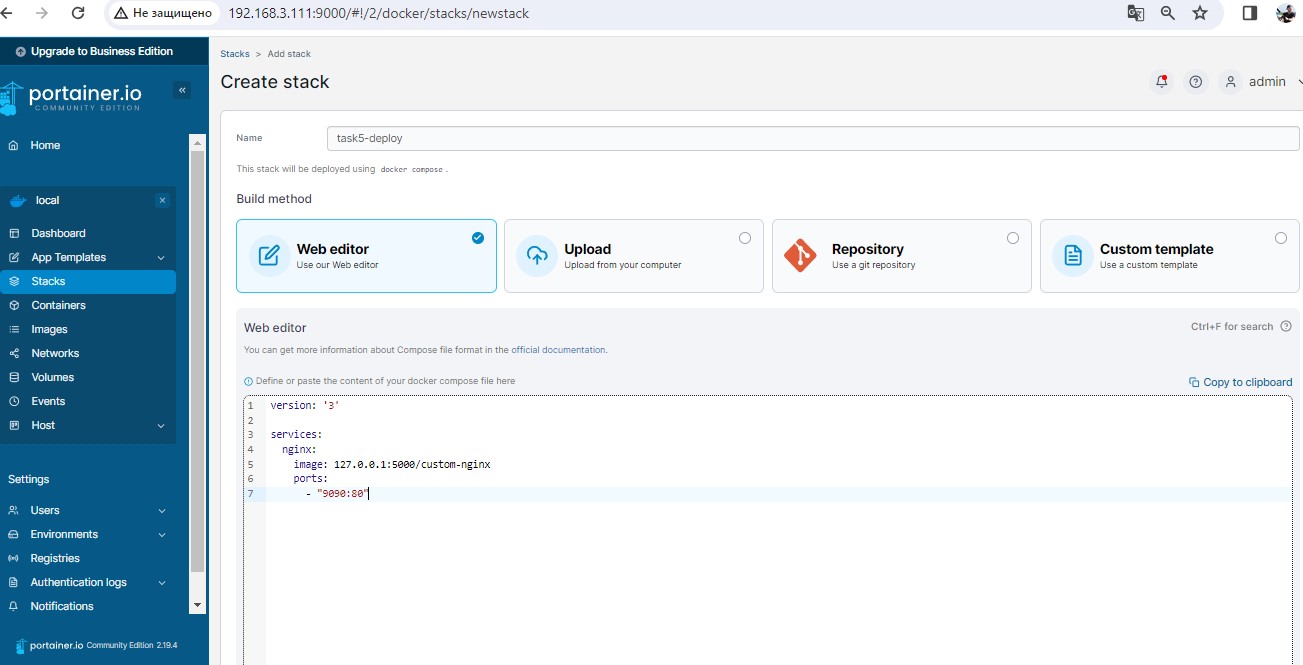 Не защищено
192.168.3.111:9000/#!/2/docker/stacks/newstack
Upgrade to Business Edition
portainer.io
COMMUNITY EDITION
Home
local
Dashboard
App Templates
Stacks
Containers
Images
Networks
Volumes
Events
Host
Settings
Users
Environments
Registries
Authentication logs
Notifications
portainer.io Community Edition 2.19.4
Stacks > Add stack
Create stack
admin
Name
task5-deploy
This stack will be deployed using docker compose .
Build method
Web editor
Use our Web editor
Upload
Upload from your computer
Repository
Use a git repository
Custom template
Use a custom template
Web editor
Ctrl+F for search
You can get more information about Compose file format in the official documentation.
Define or paste the content of your docker compose file here
Copy to clipboard
1 version: '3'
2
3 services:
4 nginx:
5 image: 127.0.0.1:5000/custom-nginx
6 ports:
7 - "9090:80"